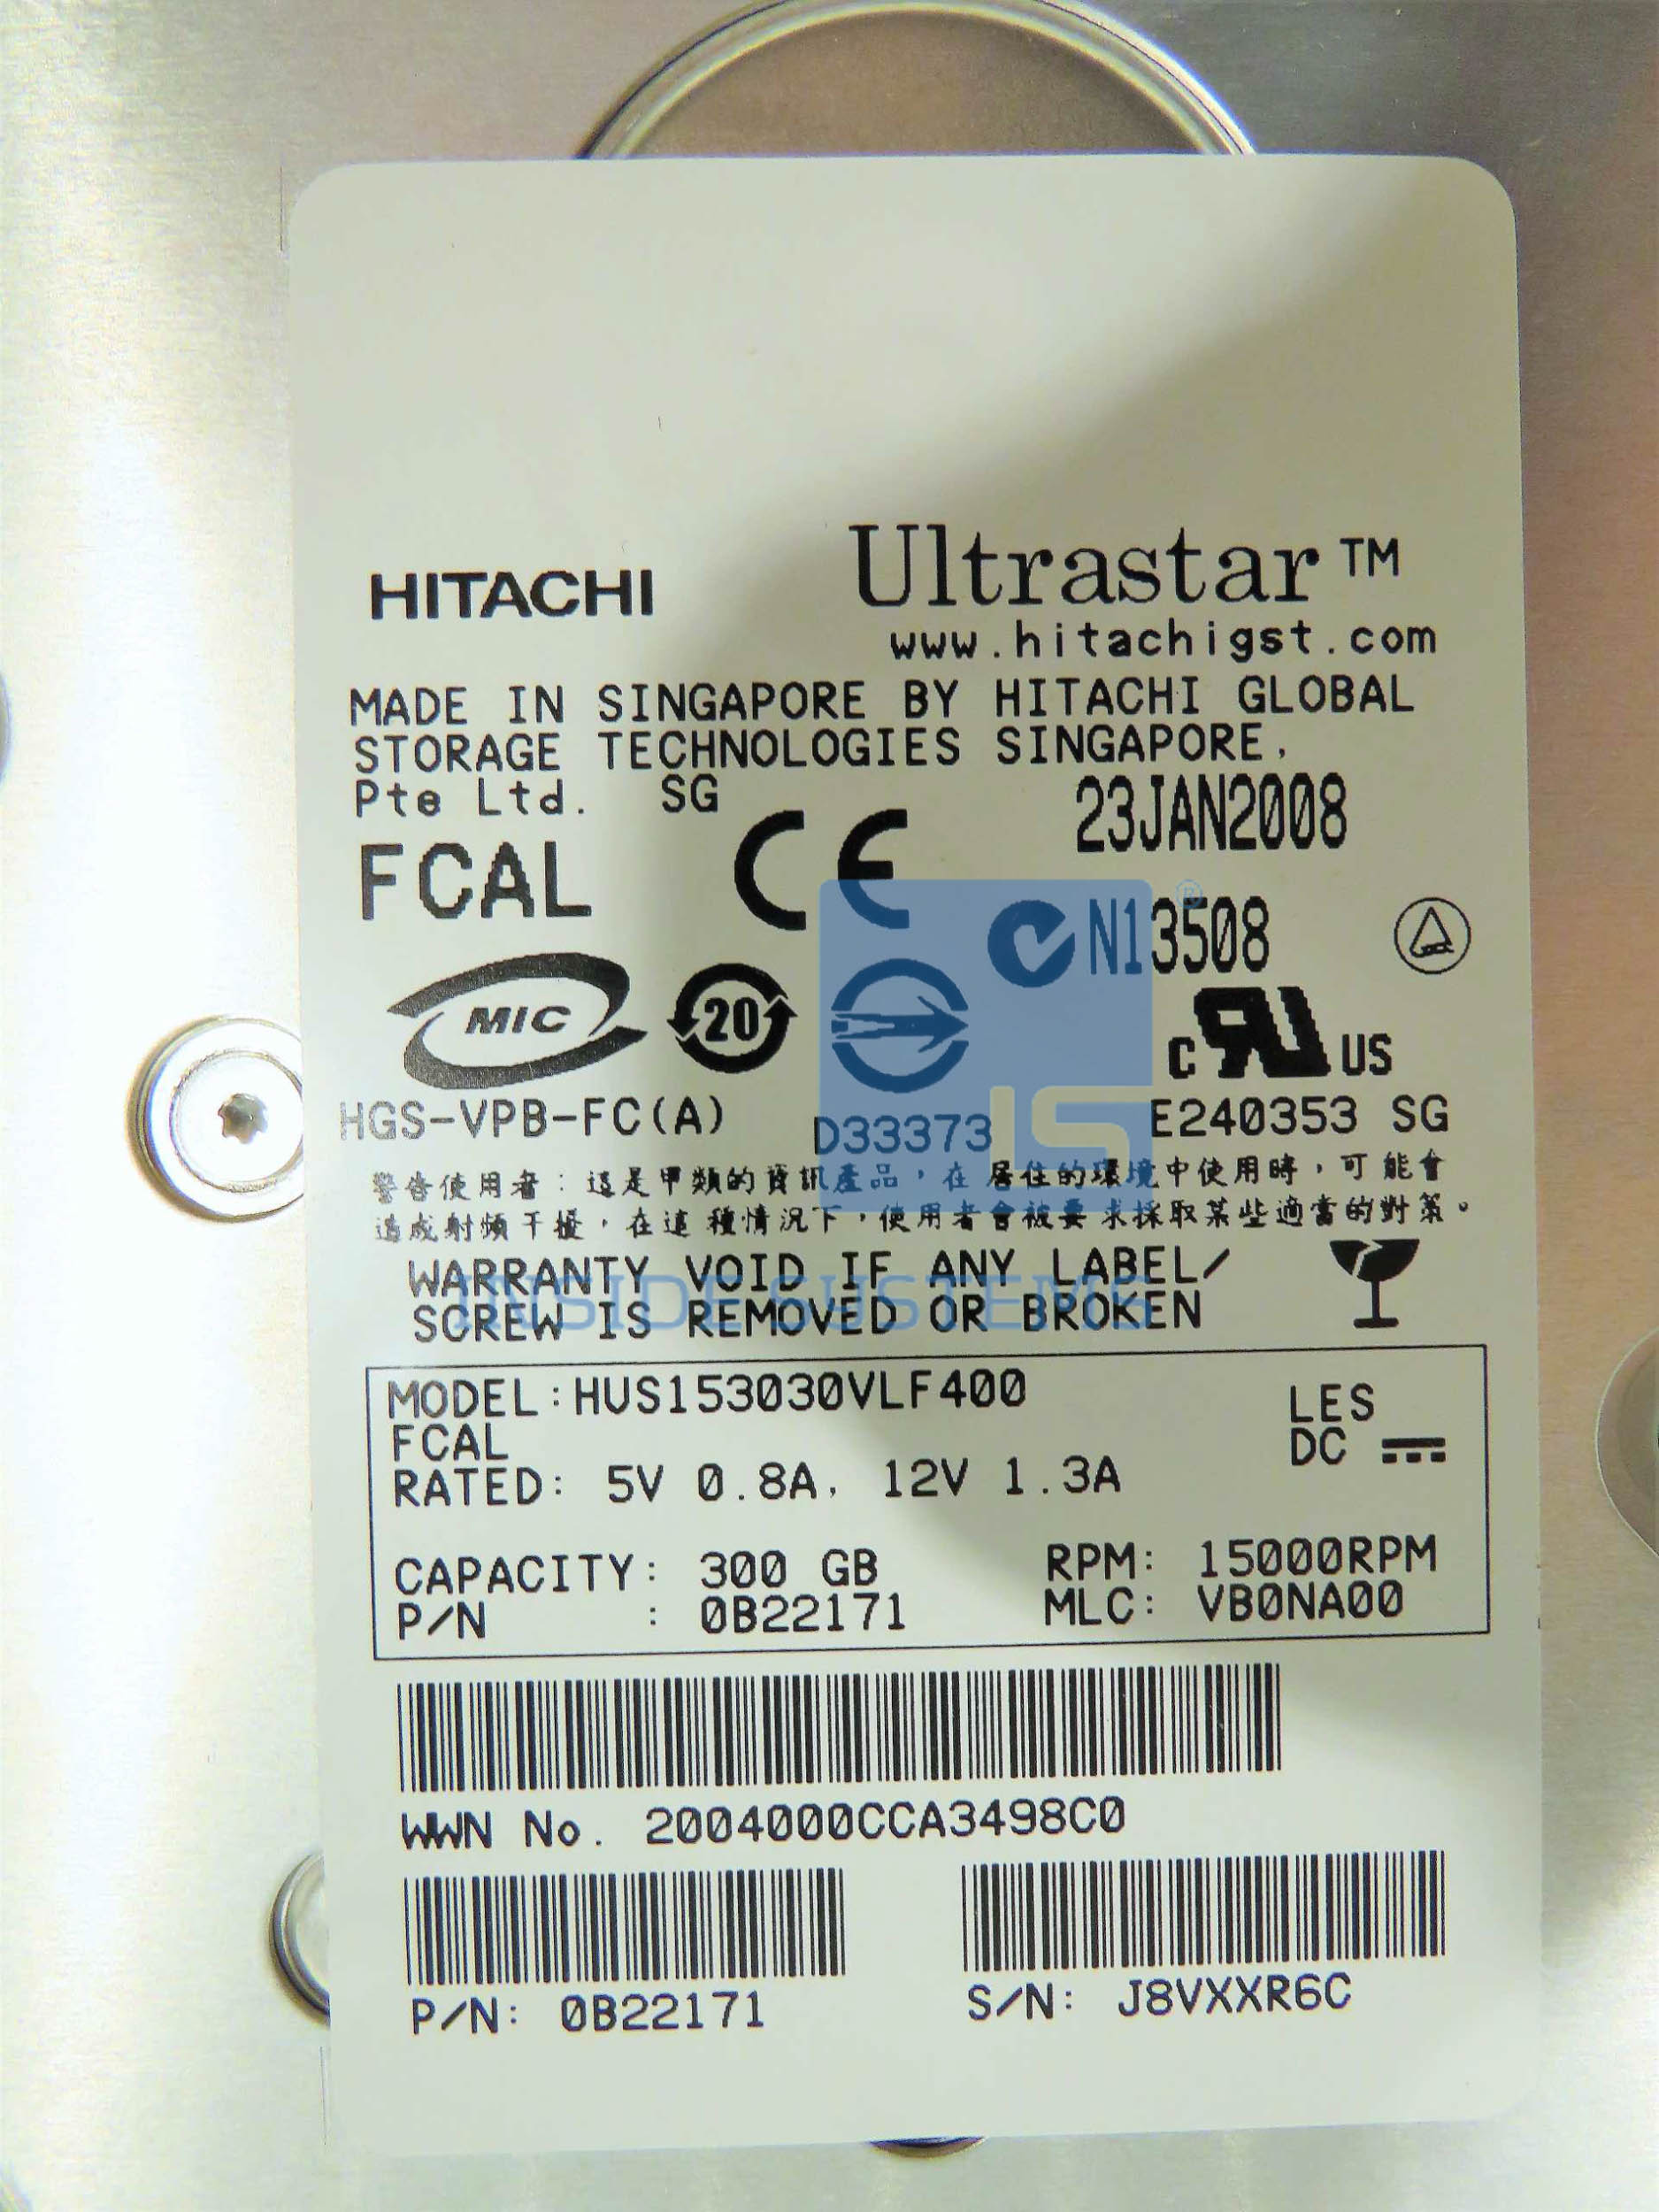 HITACHI
Ultrastar™
www.hitachigst.com
MADE IN SINGAPORE BY HITACHI GLOBAL
STORAGE TECHNOLOGIES SINGAPORE,
Pte Ltd. SG
23JAN2008
FCAL CE
N13508
®
MIC 20
c RU US
HGS-VPB-FC(A) D33373 E240353 SG
IS
警告使用者：這是甲類的資訊產品，在居住的環境中使用時，可能會
造成射頻干擾，在這種情況下，使用者會被要求採取某些適當的對策。
WARRANTY VOID IF ANY LABEL/
SCREW IS REMOVED OR BROKEN
INSIDE SYSTEMS
MODEL:HUS153030VLF400 LES
FCAL DC
RATED: 5V 0.8A, 12V 1.3A
CAPACITY: 300 GB RPM: 15000RPM
P/N : 0B22171 MLC: VB0NA00
WWN No. 2004000CCA3498C0
P/N: 0B22171 S/N: J8VXXR6C